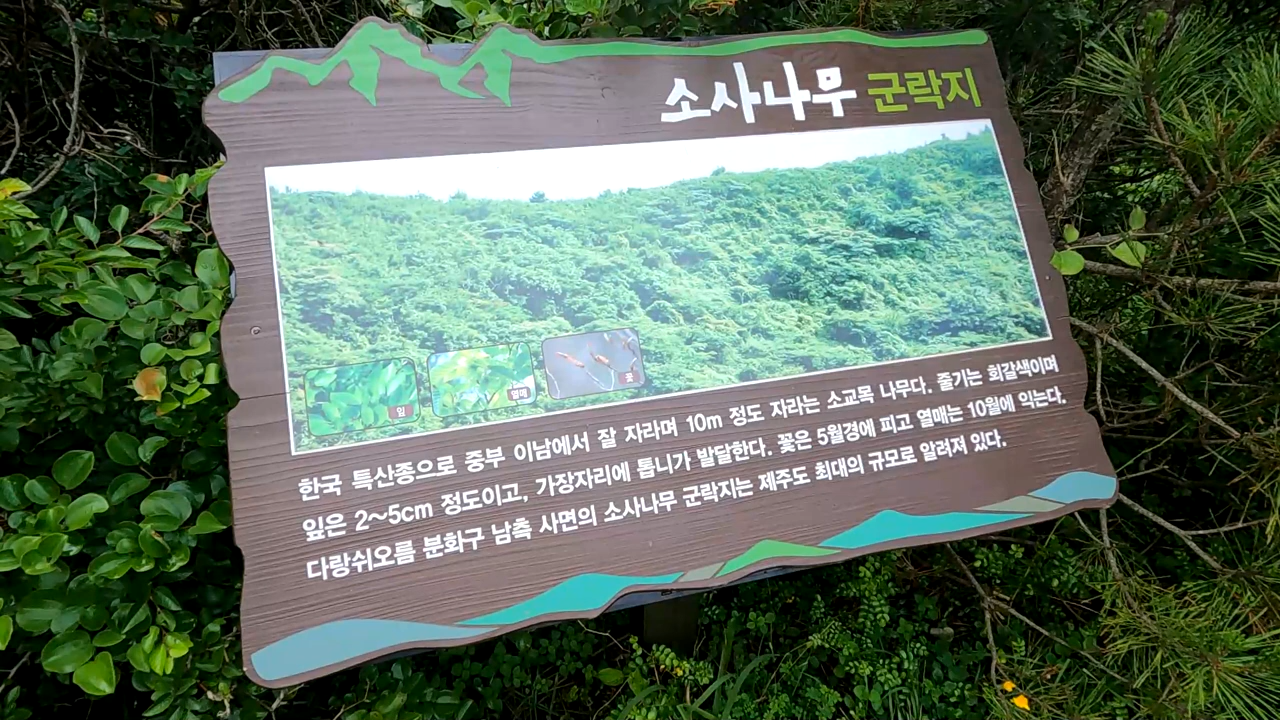 소사나무 군락지
잎
열매
꽃
한국 특산종으로 중부 이남에서 잘 자라며 10m 정도 자라는 소교목 나무다. 줄기는 회갈색이며
잎은 2~5cm 정도이고, 가장자리에 톱니가 발달한다. 꽃은 5월경에 피고 열매는 10월에 익는다.
다랑쉬오름 분화구 남측 사면의 소사나무 군락지는 제주도 최대의 규모로 알려져 있다.